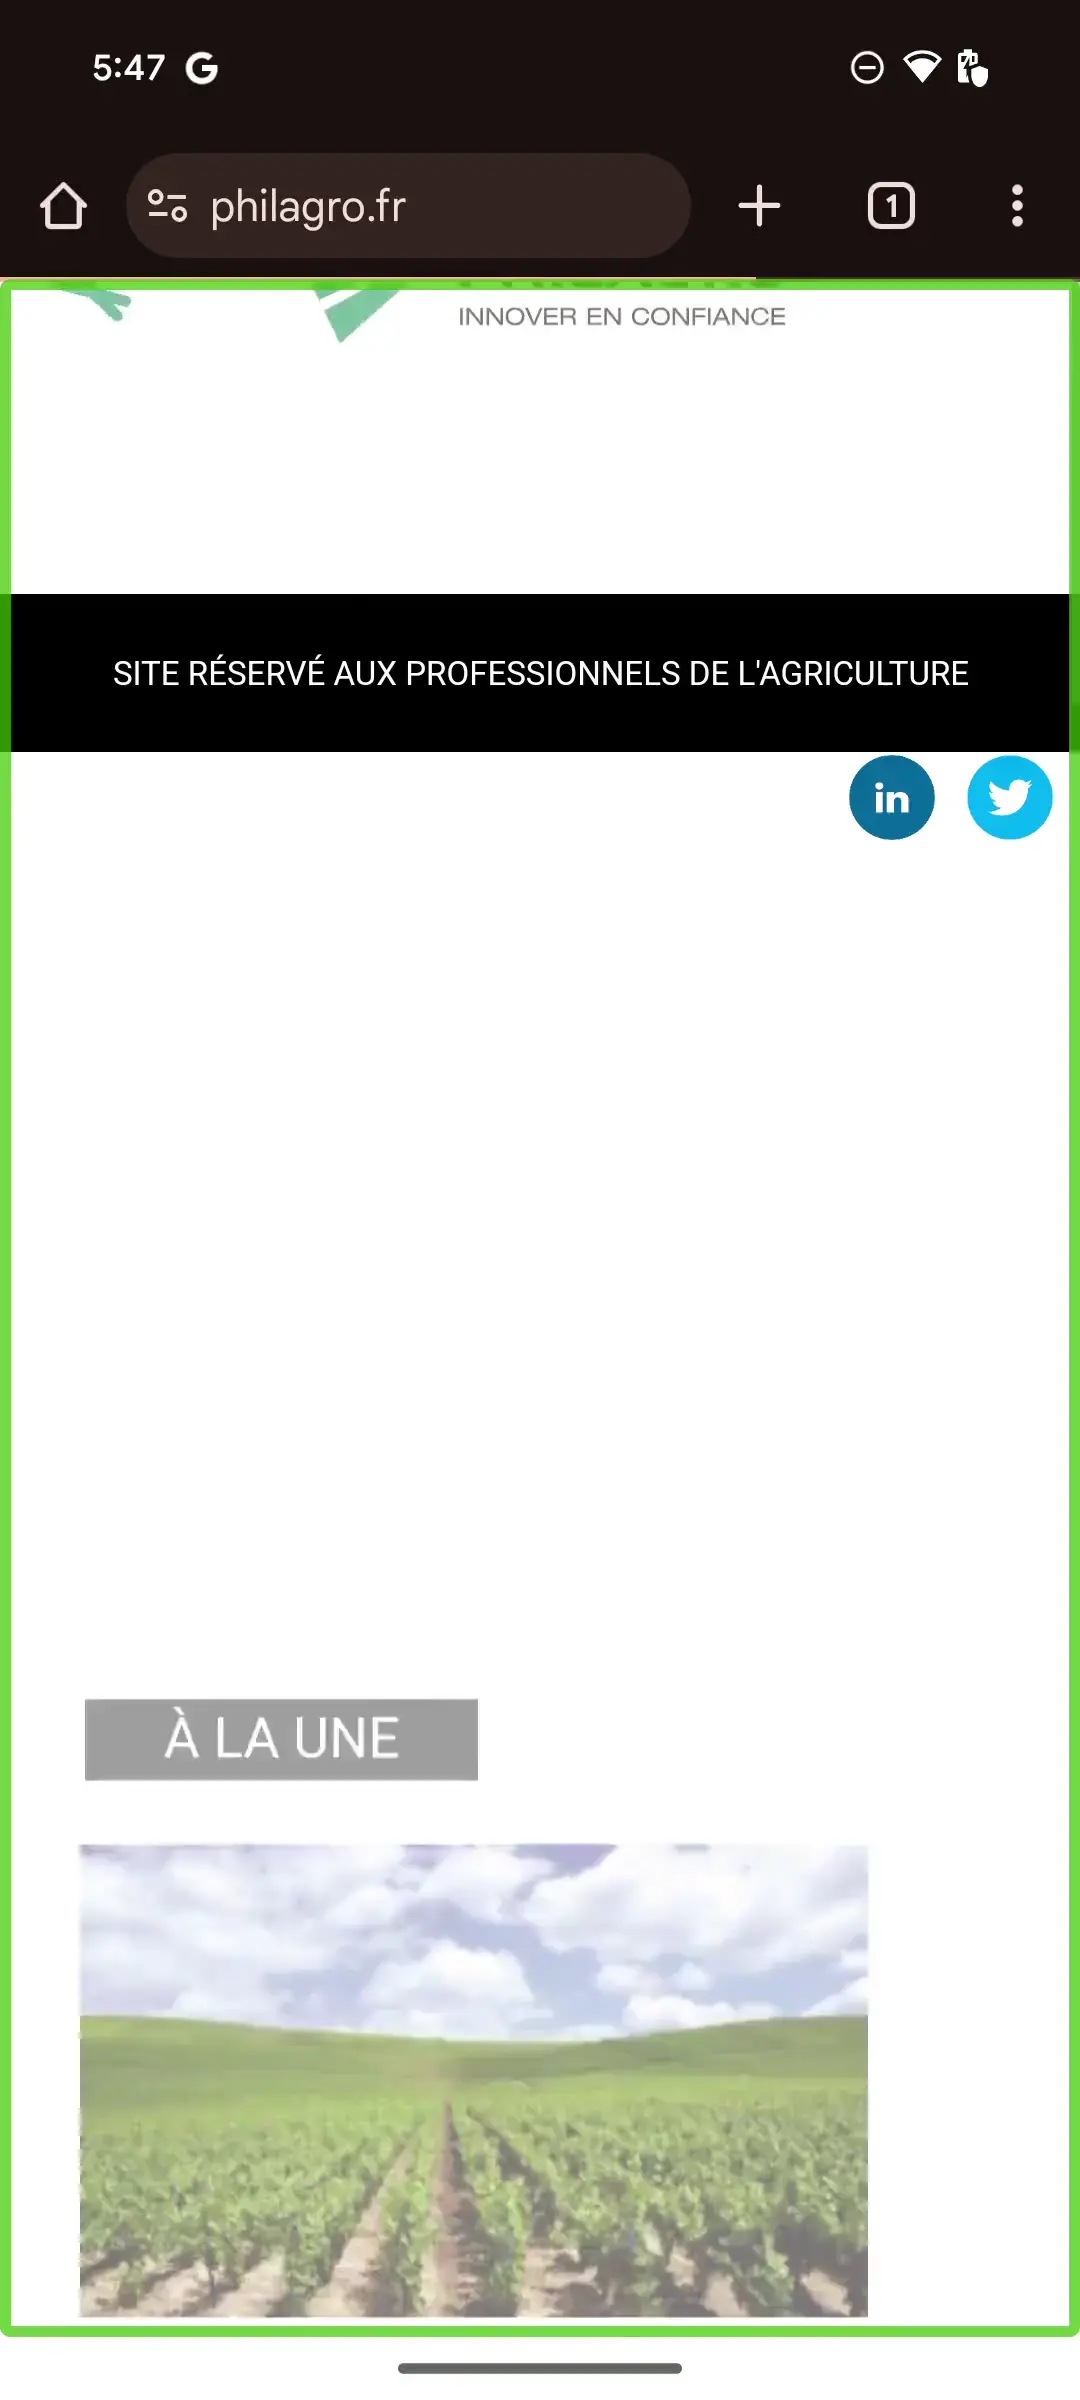 5:47
philagro.fr
1
INNOVER EN CONFIANCE
SITE RÉSERVÉ AUX PROFESSIONNELS DE L'AGRICULTURE
in
À LA UNE